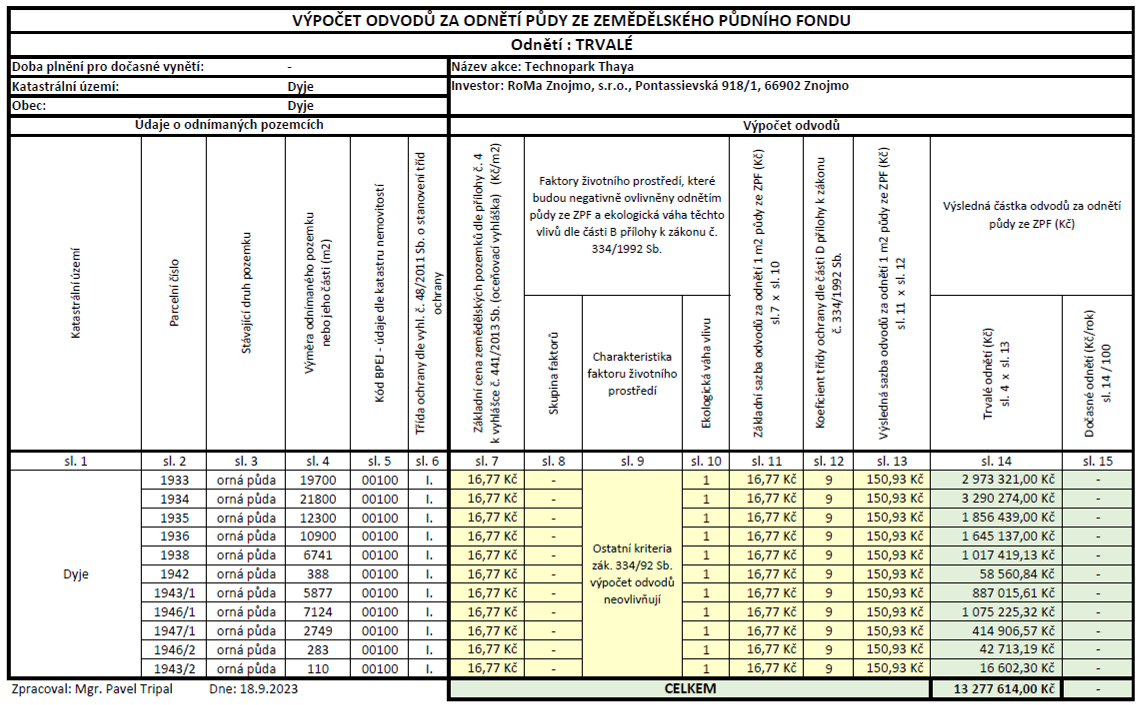 VÝPOČET ODVODŮ ZA ODNĚTÍ PŮDY ZE ZEMĚDĚLSKÉHO PŮDNÍHO FONDU
Odnětí : TRVALÉ
Doba plnění pro dočasné vynětí: - Název akce: Technopark Thaya
Katastrální území: Dyje Investor: RoMa Znojmo, s.r.o., Pontassievská 918/1, 66902 Znojmo
Obec: Dyje
Údaje o odnímaných pozemcích Výpočet odvodů
Katastrální území
Parcelní číslo
Stávající druh pozemku
Výměra odnímaného pozemku
nebo jeho části (m2)
Kód BPEJ - údaje dle katastru nemovitostí
Třída ochrany dle vyhl. č. 48/2011 Sb. o stanovení tříd
ochrany
Základní cena zemědělských pozemků dle přílohy č. 4
k vyhlášce č. 441/2013 Sb. (oceňovací vyhláška) (Kč/m2)
Faktory životního prostředí, které
budou negativně ovlivněny odnětím
půdy ze ZPF a ekologická váha těchto
vlivů dle části B přílohy k zákonu č.
334/1992 Sb.
Skupina faktorů
Charakteristika
faktoru životního
prostředí
Ekologická váha vlivu
Základní sazba odvodů za odnětí 1 m2 půdy ze ZPF (Kč)
sl.7 x sl. 10
Koeficient třídy ochrany dle části D přílohy k zákonu
č. 334/1992 Sb.
Výsledná sazba odvodů za odnětí 1 m2 půdy ze ZPF (Kč)
sl. 11 x sl. 12
Výsledná částka odvodů za odnětí
půdy ze ZPF (Kč)
Trvalé odnětí (Kč)
sl. 4 x sl. 13
Dočasné odnětí (Kč/rok)
sl. 14 / 100
sl. 1 sl. 2 sl. 3 sl. 4 sl. 5 sl. 6 sl. 7 sl. 8 sl. 9 sl. 10 sl. 11 sl. 12 sl. 13 sl. 14 sl. 15
1933 orná půda 19700 00100 I. 16,77 Kč - 1 16,77 Kč 9 150,93 Kč 2 973 321,00 Kč -
1934 orná půda 21800 00100 I. 16,77 Kč - 1 16,77 Kč 9 150,93 Kč 3 290 274,00 Kč -
1935 orná půda 12300 00100 I. 16,77 Kč - 1 16,77 Kč 9 150,93 Kč 1 856 439,00 Kč -
1936 orná půda 10900 00100 I. 16,77 Kč - 1 16,77 Kč 9 150,93 Kč 1 645 137,00 Kč -
1938 orná půda 6741 00100 I. 16,77 Kč - 1 16,77 Kč 9 150,93 Kč 1 017 419,13 Kč -
1942 orná půda 388 00100 I. 16,77 Kč - 1 16,77 Kč 9 150,93 Kč 58 560,84 Kč -
1943/1 orná půda 5877 00100 I. 16,77 Kč - 1 16,77 Kč 9 150,93 Kč 887 015,61 Kč -
1946/1 orná půda 7124 00100 I. 16,77 Kč - 1 16,77 Kč 9 150,93 Kč 1 075 225,32 Kč -
1947/1 orná půda 2749 00100 I. 16,77 Kč - 1 16,77 Kč 9 150,93 Kč 414 906,57 Kč -
1946/2 orná půda 283 00100 I. 16,77 Kč - 1 16,77 Kč 9 150,93 Kč 42 713,19 Kč -
1943/2 orná půda 110 00100 I. 16,77 Kč - 1 16,77 Kč 9 150,93 Kč 16 602,30 Kč -
Dyje
Ostatní kriteria
zák. 334/92 Sb.
výpočet odvodů
neovlivňují
Zpracoval: Mgr. Pavel Tripal Dne: 18.9.2023 CELKEM 13 277 614,00 Kč -